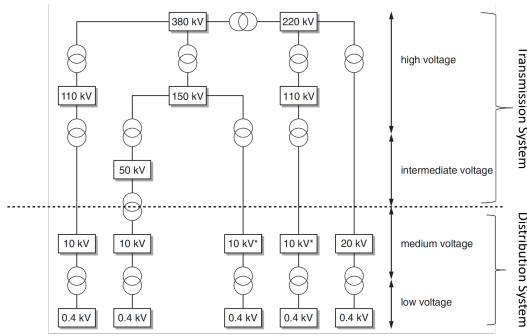 380 kV
220 kV
high voltage
110 kV
150 kV
110 kV
50 kV
intermediate voltage
Transmission System
10 kV
10 kV
10 kV*
10 kV*
20 kV
medium voltage
low voltage
0.4 kV
0.4 kV
0.4 kV
0.4 kV
0.4 kV
Distribution System